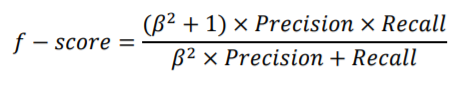 f − score = (β² + 1) × Precision × Recall / β² × Precision + Recall